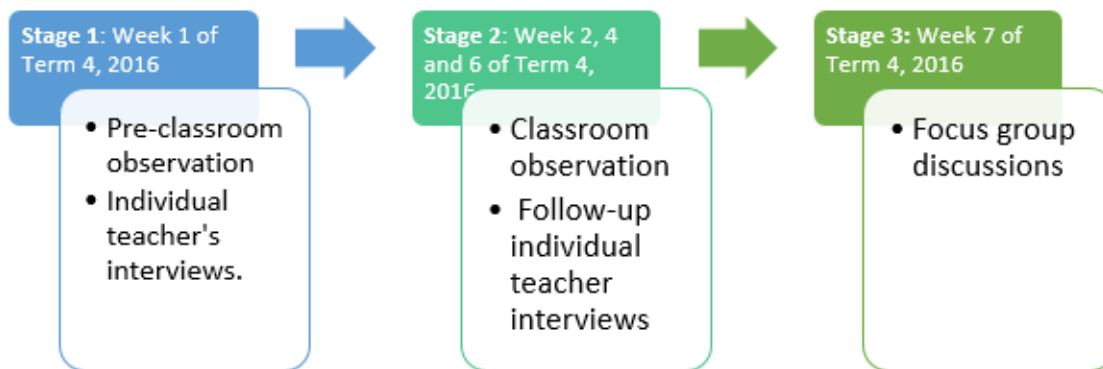 Stage 1: Week 1 of
Term 4, 2016
• Pre-classroom
observation
• Individual
teacher's
interviews.
Stage 2: Week 2, 4
and 6 of Term 4,
2016
• Classroom
observation
• Follow-up
individual
teacher
interviews
Stage 3: Week 7 of
Term 4, 2016
• Focus group
discussions